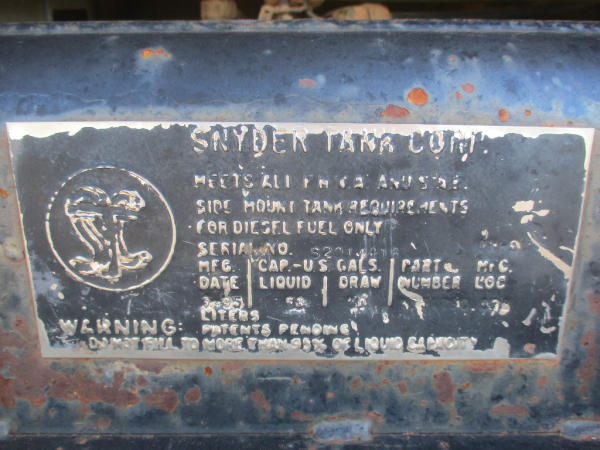 SNYDER TANK CORP.
MEETS ALL F.H.W.A. AND S.A.E.
SIDE MOUNT TANK REQUIREMENTS
FOR DIESEL FUEL ONLY
SERIAL NO.
MFG. CAP.-U.S. GALS. PART MFG.
DATE LIQUID DRAW NUMBER LOC
3-95
LITERS
WARNING: PATENTS PENDING
DO NOT FILL TO MORE THAN 95% OF LIQUID CAPACITY